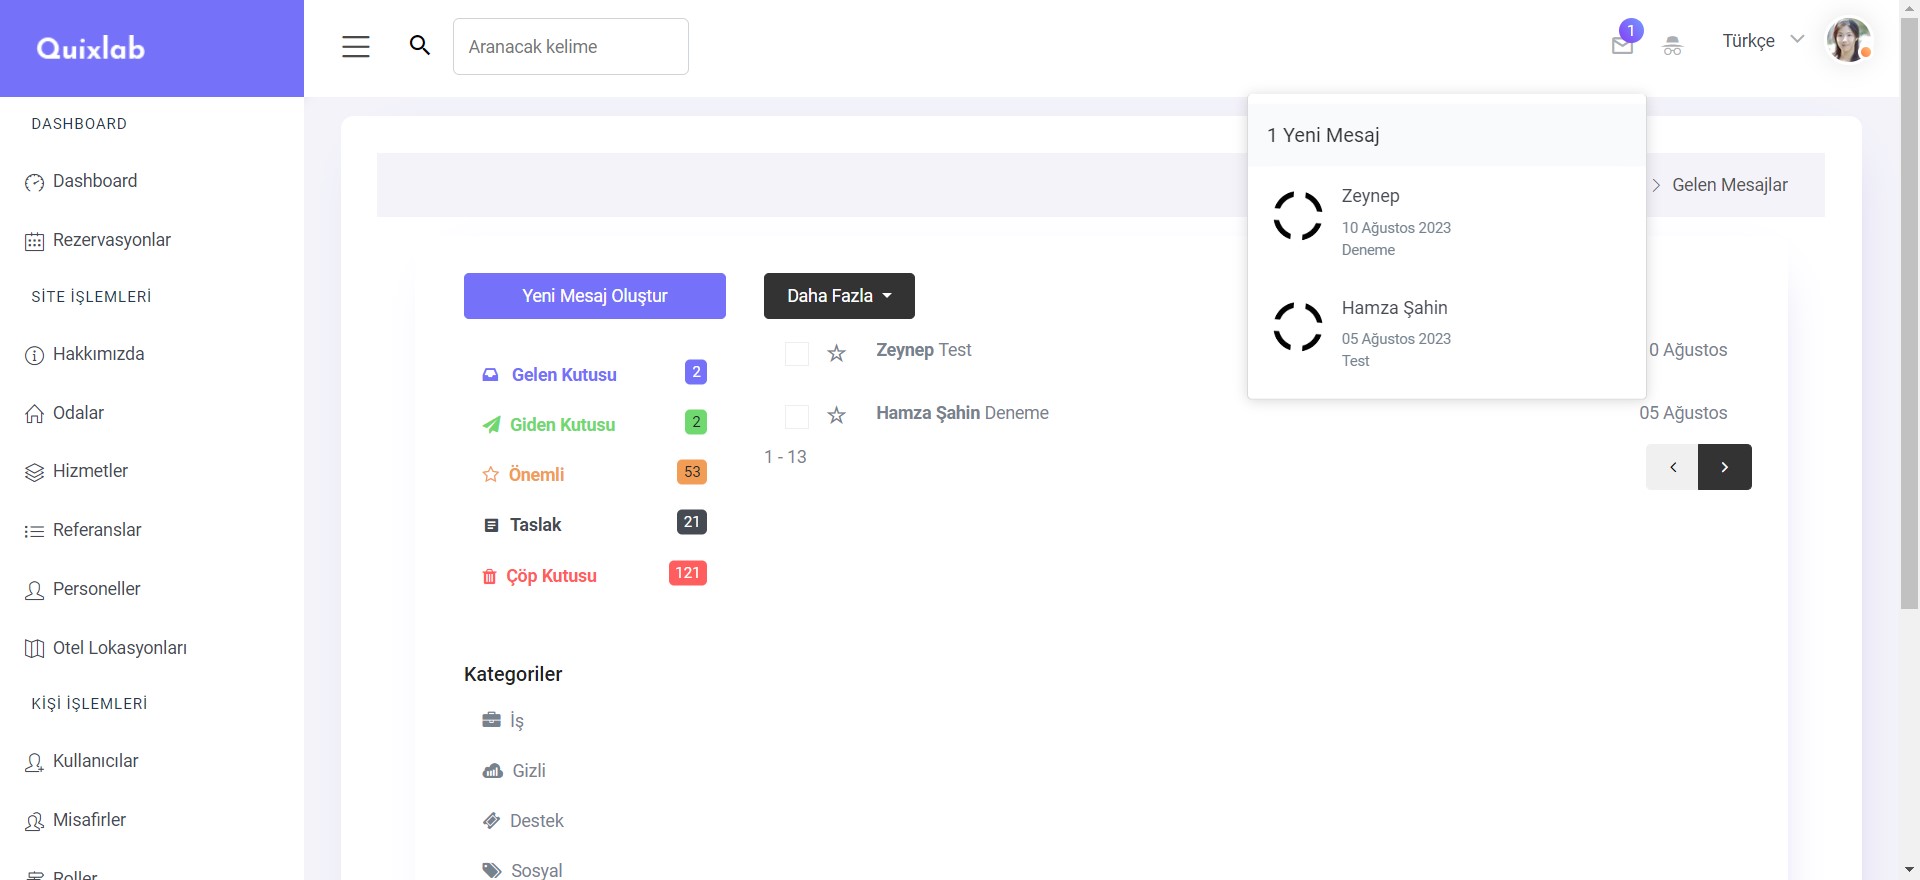 Quixlab
Aranacak kelime
1
Türkçe
DASHBOARD
Dashboard
Rezervasyonlar
SİTE İŞLEMLERİ
Hakkımızda
Odalar
Hizmetler
Referanslar
Personeller
Otel Lokasyonları
KİŞİ İŞLEMLERİ
Kullanıcılar
Misafirler
Roller
Gelen Mesajlar
1 Yeni Mesaj
Zeynep
10 Ağustos 2023
Deneme
Hamza Şahin
05 Ağustos 2023
Test
Yeni Mesaj Oluştur
Daha Fazla
Gelen Kutusu 2
Giden Kutusu 2
Önemli 53
Taslak 21
Çöp Kutusu 121
Zeynep Test 0 Ağustos
Hamza Şahin Deneme 05 Ağustos
1 - 13
Kategoriler
İş
Gizli
Destek
Sosyal